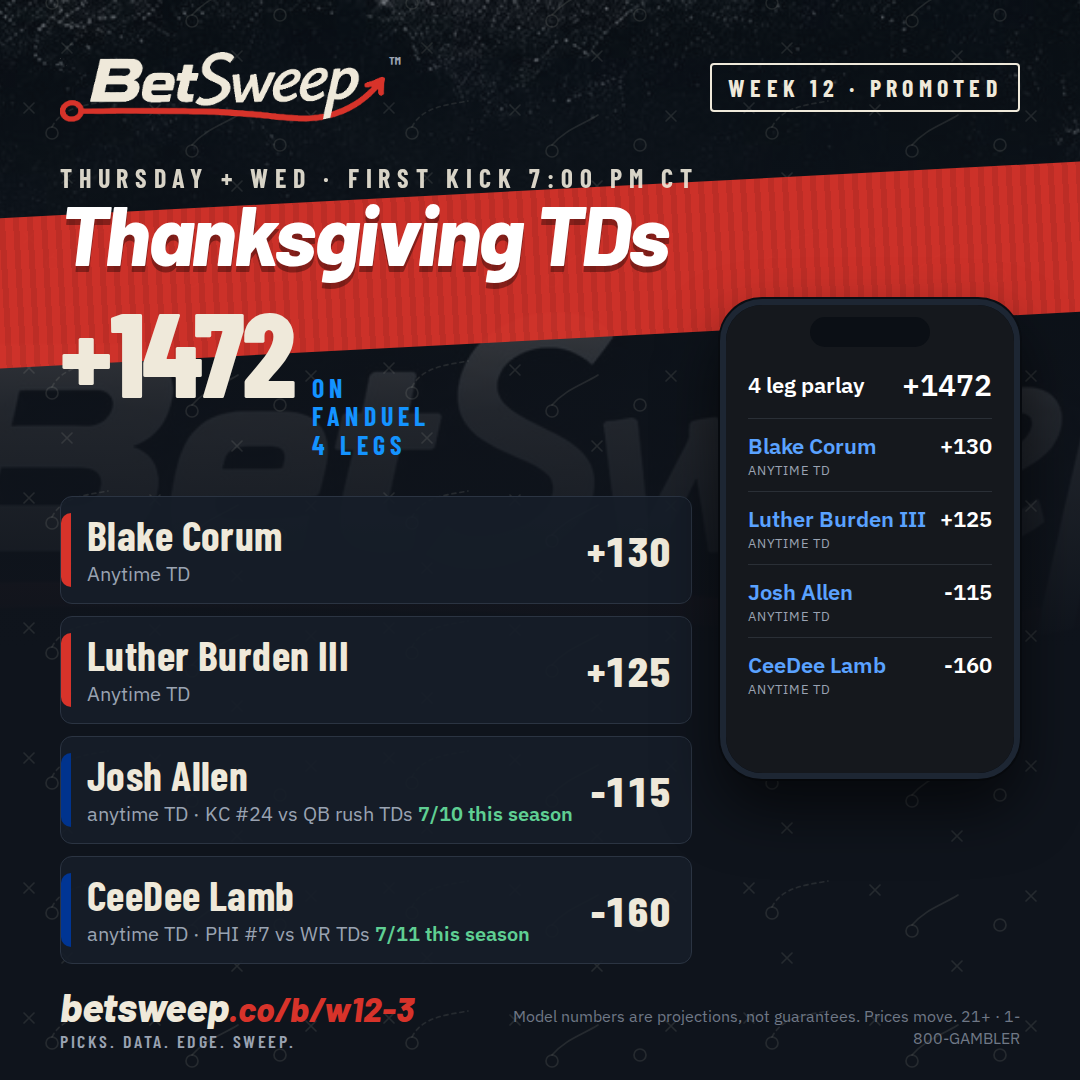 BetSweep™
WEEK 12 · PROMOTED
THURSDAY + WED · FIRST KICK 7:00 PM CT
Thanksgiving TDs
+1472
ON
FANDUEL
4 LEGS
Blake Corum
Anytime TD
+130
Luther Burden III
Anytime TD
+125
Josh Allen
anytime TD · KC #24 vs QB rush TDs 7/10 this season
-115
CeeDee Lamb
anytime TD · PHI #7 vs WR TDs 7/11 this season
-160
4 leg parlay +1472
Blake Corum +130
ANYTIME TD
Luther Burden III +125
ANYTIME TD
Josh Allen -115
ANYTIME TD
CeeDee Lamb -160
ANYTIME TD
betsweep.co/b/w12-3
PICKS. DATA. EDGE. SWEEP.
Model numbers are projections, not guarantees. Prices move. 21+ · 1-
800-GAMBLER